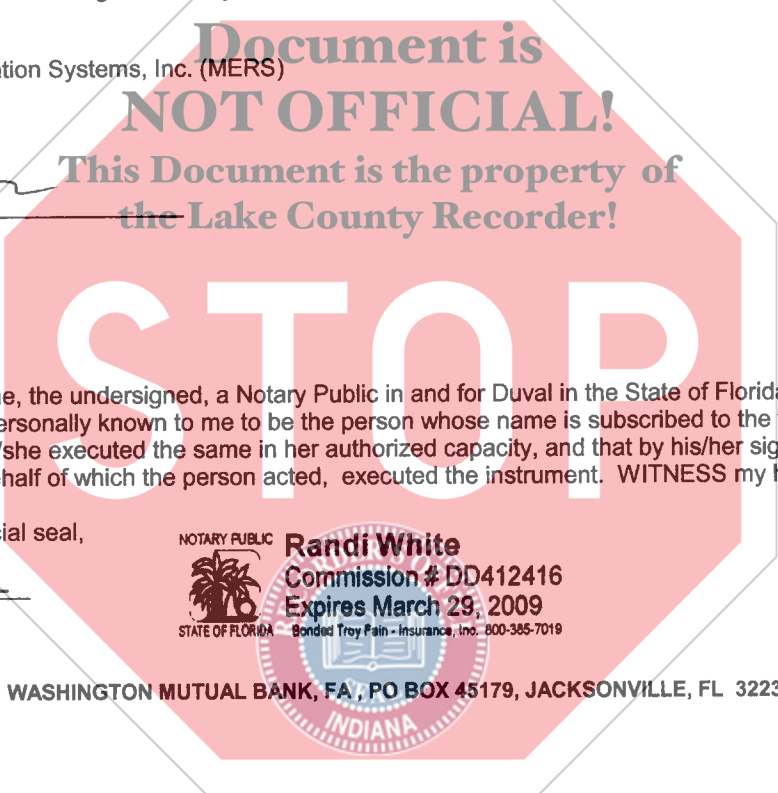 Document is
ition Systems, Inc. (MERS)
NOT OFFICIAL!
This Document is the property of
the Lake County Recorder!
STOP
e, the undersigned, a Notary Public in and for Duval in the State of Florida
ersonally known to me to be the person whose name is subscribed to the
/she executed the same in her authorized capacity, and that by his/her sig
ehalf of which the person acted, executed the instrument. WITNESS my h
cial seal,
NOTARY PUBLIC
STATE OF FLORIDA
Randi White
Commission # DD412416
Expires March 29, 2009
Bonded Troy Fain - Insurance, Inc. 800-385-7019
RECORDER'S OFFICE
INDIANA
WASHINGTON MUTUAL BANK, FA, PO BOX 45179, JACKSONVILLE, FL 3223